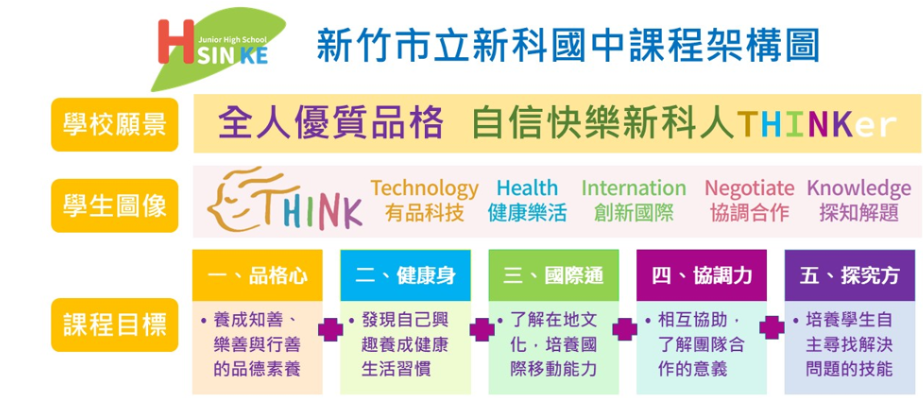 Junior High School
HSIN KE
新竹市立新科國中課程架構圖
學校願景
全人優質品格 自信快樂新科人THINKer
學生圖像
THINK
Technology
有品科技
Health
健康樂活
Internation
創新國際
Negotiate
協調合作
Knowledge
探知解題
課程目標
一、品格心
• 養成知善、
樂善與行善
的品德素養
二、健康身
• 發現自己興
趣養成健康
生活習慣
三、國際通
• 了解在地文
化，培養國
際移動能力
四、協調力
• 相互協助，
了解團隊合
作的意義
五、探究方
• 培養學生自
主尋找解決
問題的技能